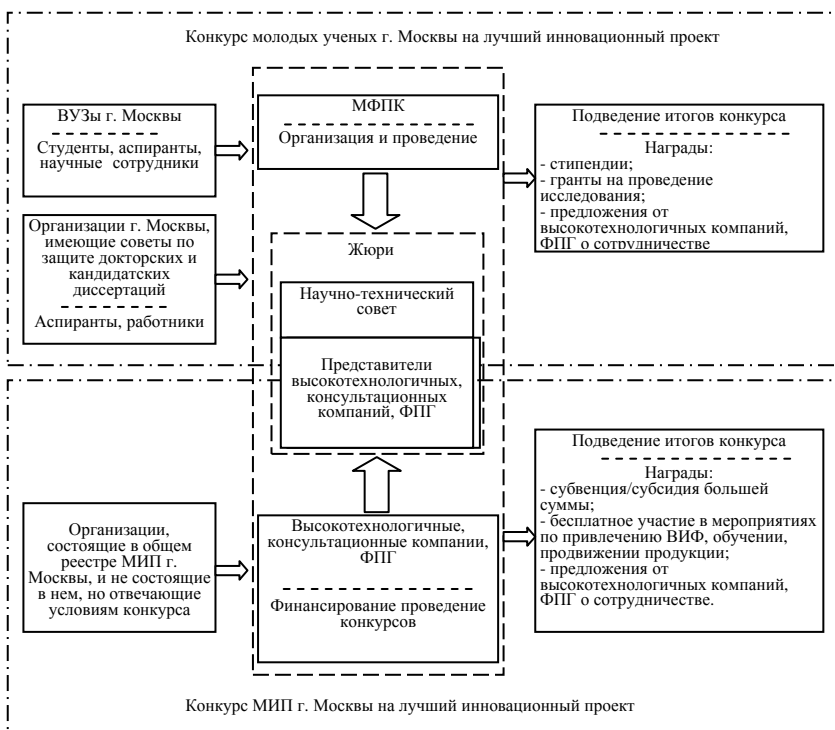 Конкурс молодых ученых г. Москвы на лучший инновационный проект
ВУЗы г. Москвы
Студенты, аспиранты,
научные сотрудники
Организации г. Москвы,
имеющие советы по
защите докторских и
кандидатских
диссертаций
Аспиранты, работники
МФПК
Организация и проведение
Жюри
Научно-технический
совет
Представители
высокотехнологичных,
консультационных
компаний, ФПГ
Подведение итогов конкурса
Награды:
- стипендии;
- гранты на проведение
исследования;
- предложения от
высокотехнологичных компаний,
ФПГ о сотрудничестве
Организации,
состоящие в общем
реестре МИП г.
Москвы, и не состоящие
в нем, но отвечающие
условиям конкурса
Высокотехнологичные,
консультационные компании,
ФПГ
Финансирование проведение
конкурсов
Подведение итогов конкурса
Награды:
- субвенция/субсидия большей
суммы;
- бесплатное участие в мероприятиях
по привлечению ВИФ, обучении,
продвижении продукции;
- предложения от
высокотехнологичных компаний,
ФПГ о сотрудничестве.
Конкурс МИП г. Москвы на лучший инновационный проект